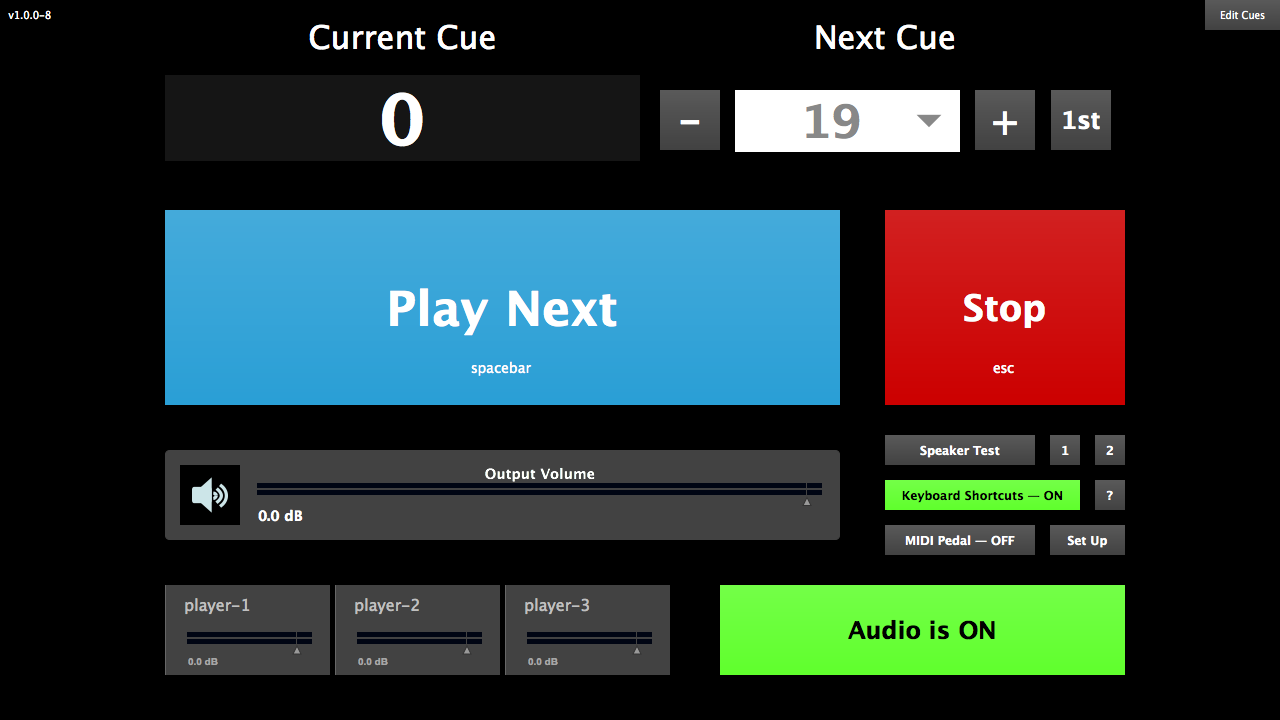 v1.0.0-8
Edit Cues
Current Cue
Next Cue
0
–
19
+
1st
Play Next
spacebar
Stop
esc
Output Volume
0.0 dB
Speaker Test
1
2
Keyboard Shortcuts — ON
?
MIDI Pedal — OFF
Set Up
player-1
0.0 dB
player-2
0.0 dB
player-3
0.0 dB
Audio is ON